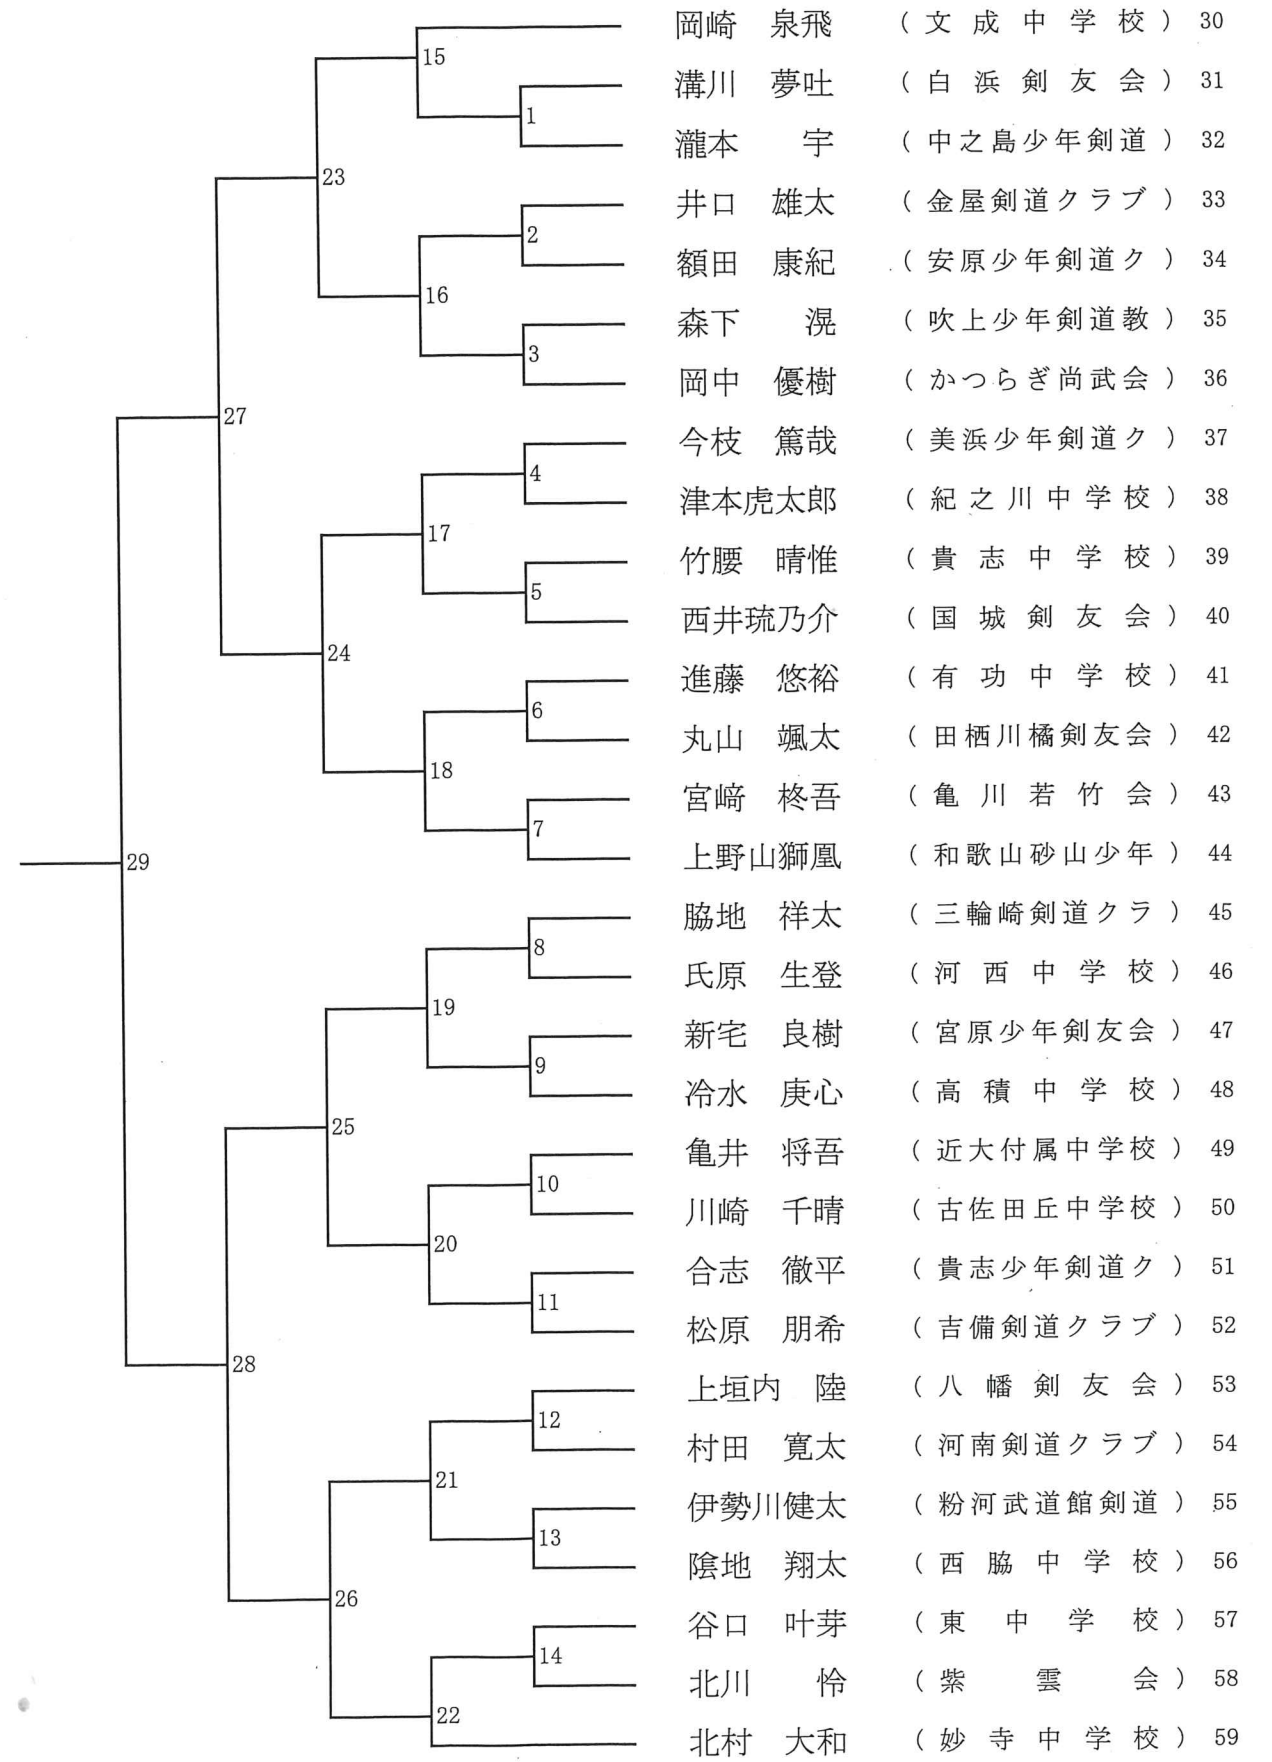 岡崎 泉飛 (文成中学校) 30
15
溝川 夢吐 (白浜剣友会) 31
1
瀧本 宇 (中之島少年剣道) 32
23
井口 雄太 (金屋剣道クラブ) 33
2
額田 康紀 (安原少年剣道ク) 34
16
森下 滉 (吹上少年剣道教) 35
3
岡中 優樹 (かつらぎ尚武会) 36
27
今枝 篤哉 (美浜少年剣道ク) 37
4
津本虎太郎 (紀之川中学校) 38
17
竹腰 晴惟 (貴志中学校) 39
5
西井琉乃介 (国城剣友会) 40
24
進藤 悠裕 (有功中学校) 41
6
丸山 颯太 (田栖川橘剣友会) 42
18
宮﨑 柊吾 (亀川若竹会) 43
7
上野山獅凰 (和歌山砂山少年) 44
29
脇地 祥太 (三輪崎剣道クラ) 45
8
氏原 生登 (河西中学校) 46
19
新宅 良樹 (宮原少年剣友会) 47
9
冷水 庚心 (高積中学校) 48
25
亀井 将吾 (近大付属中学校) 49
10
川崎 千晴 (古佐田丘中学校) 50
20
合志 徹平 (貴志少年剣道ク) 51
11
松原 朋希 (吉備剣道クラブ) 52
28
上垣内 陸 (八幡剣友会) 53
12
村田 寛太 (河南剣道クラブ) 54
21
伊勢川健太 (粉河武道館剣道) 55
13
陰地 翔太 (西脇中学校) 56
26
谷口 叶芽 (東中学校) 57
14
北川 怜 (紫雲会) 58
22
北村 大和 (妙寺中学校) 59